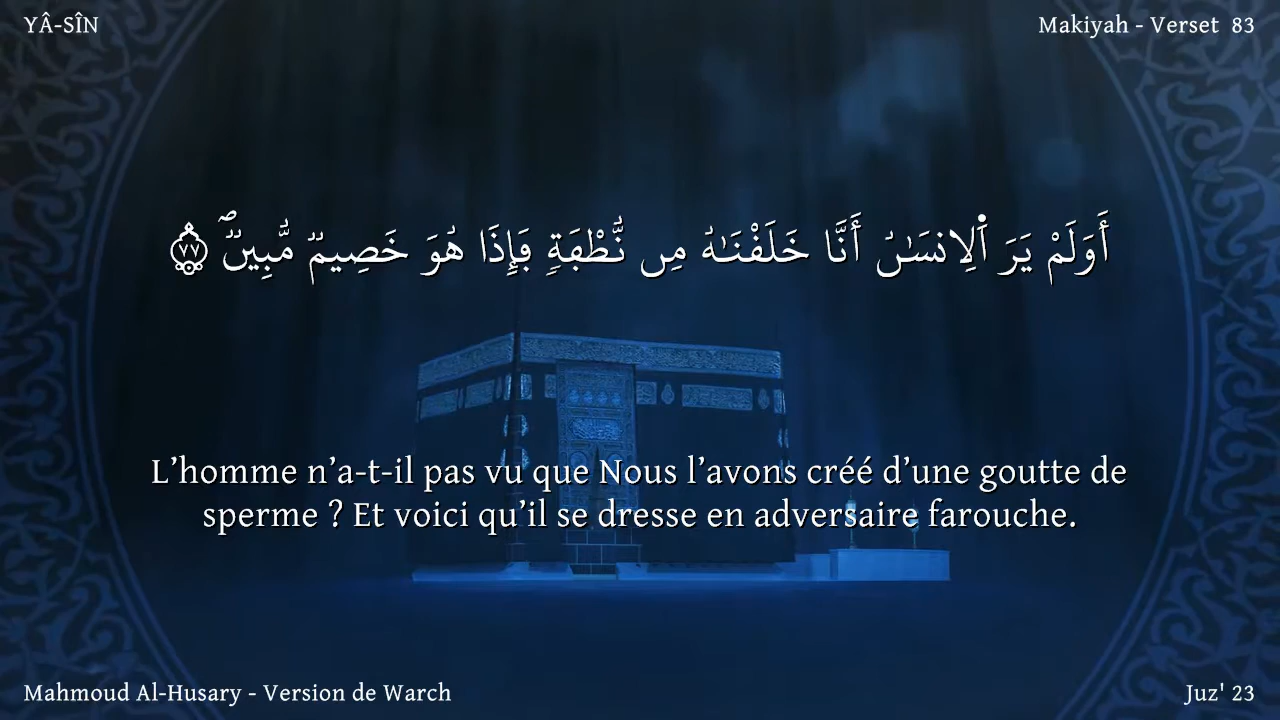 YÂ-SÎN
Makiyah - Verset 83
أَوَلَمْ يَرَ اَ۬لِانسَٰنُ أَنَّا خَلَقْنَٰهُ مِن نُّطْفَةٖ فَإِذَا هُوَ خَصِيمٞ مُّبِينٞۖ ٧٧
L’homme n’a-t-il pas vu que Nous l’avons créé d’une goutte de
sperme ? Et voici qu’il se dresse en adversaire farouche.
Mahmoud Al-Husary - Version de Warch
Juz' 23